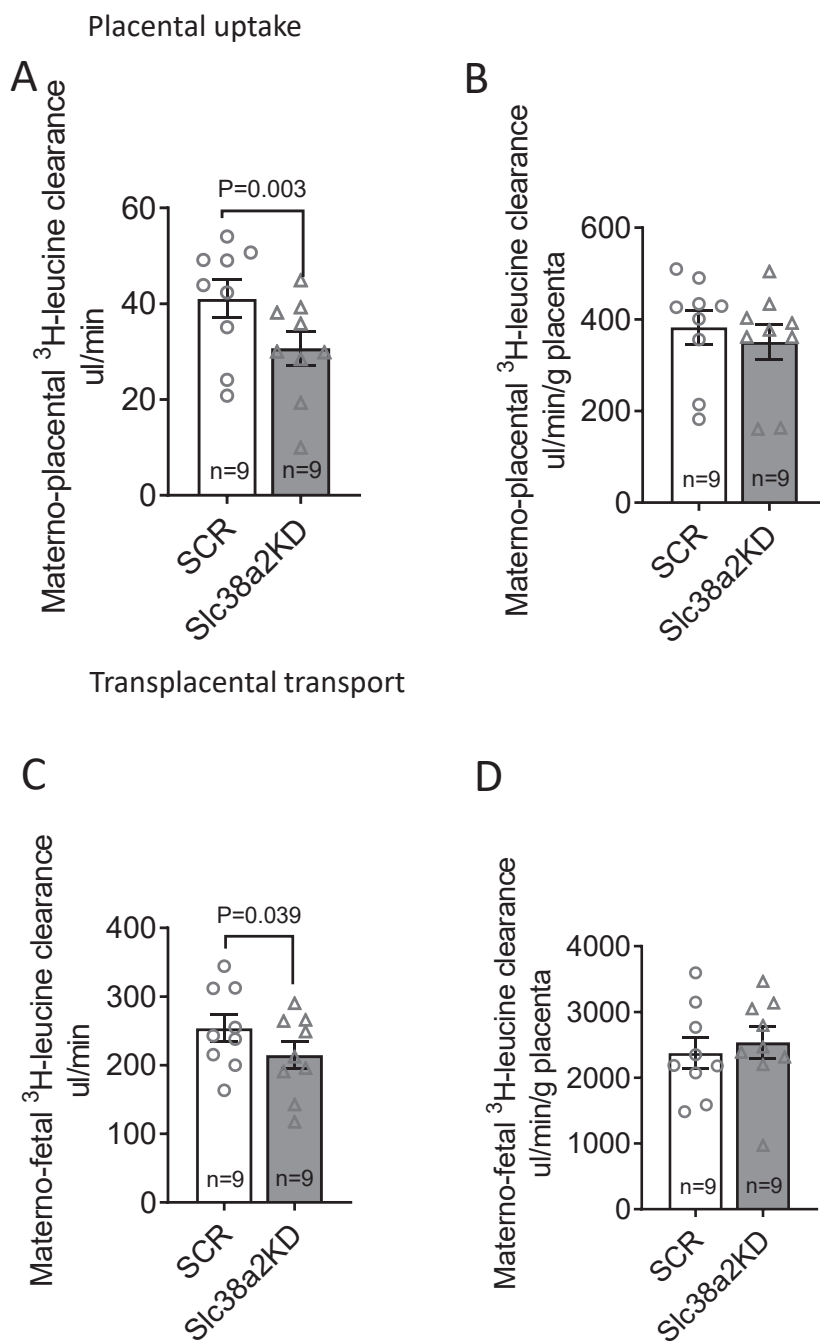 Placental uptake
A
Materno-placental ³H-leucine clearance
ul/min
P=0.003
60
40
20
0
n=9
n=9
SCR
Slc38a2KD
B
Materno-placental ³H-leucine clearance
ul/min/g placenta
600
400
200
0
n=9
n=9
SCR
Slc38a2KD
Transplacental transport
C
Materno-fetal ³H-leucine clearance
ul/min
P=0.039
400
300
200
100
0
n=9
n=9
SCR
Slc38a2KD
D
Materno-fetal ³H-leucine clearance
ul/min/g placenta
4000
3000
2000
1000
0
n=9
n=9
SCR
Slc38a2KD